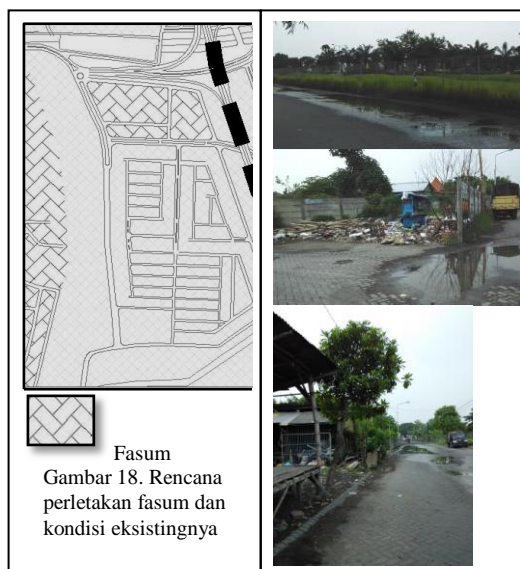 Fasum
Gambar 18. Rencana
perletakan fasum dan
kondisi eksistingnya